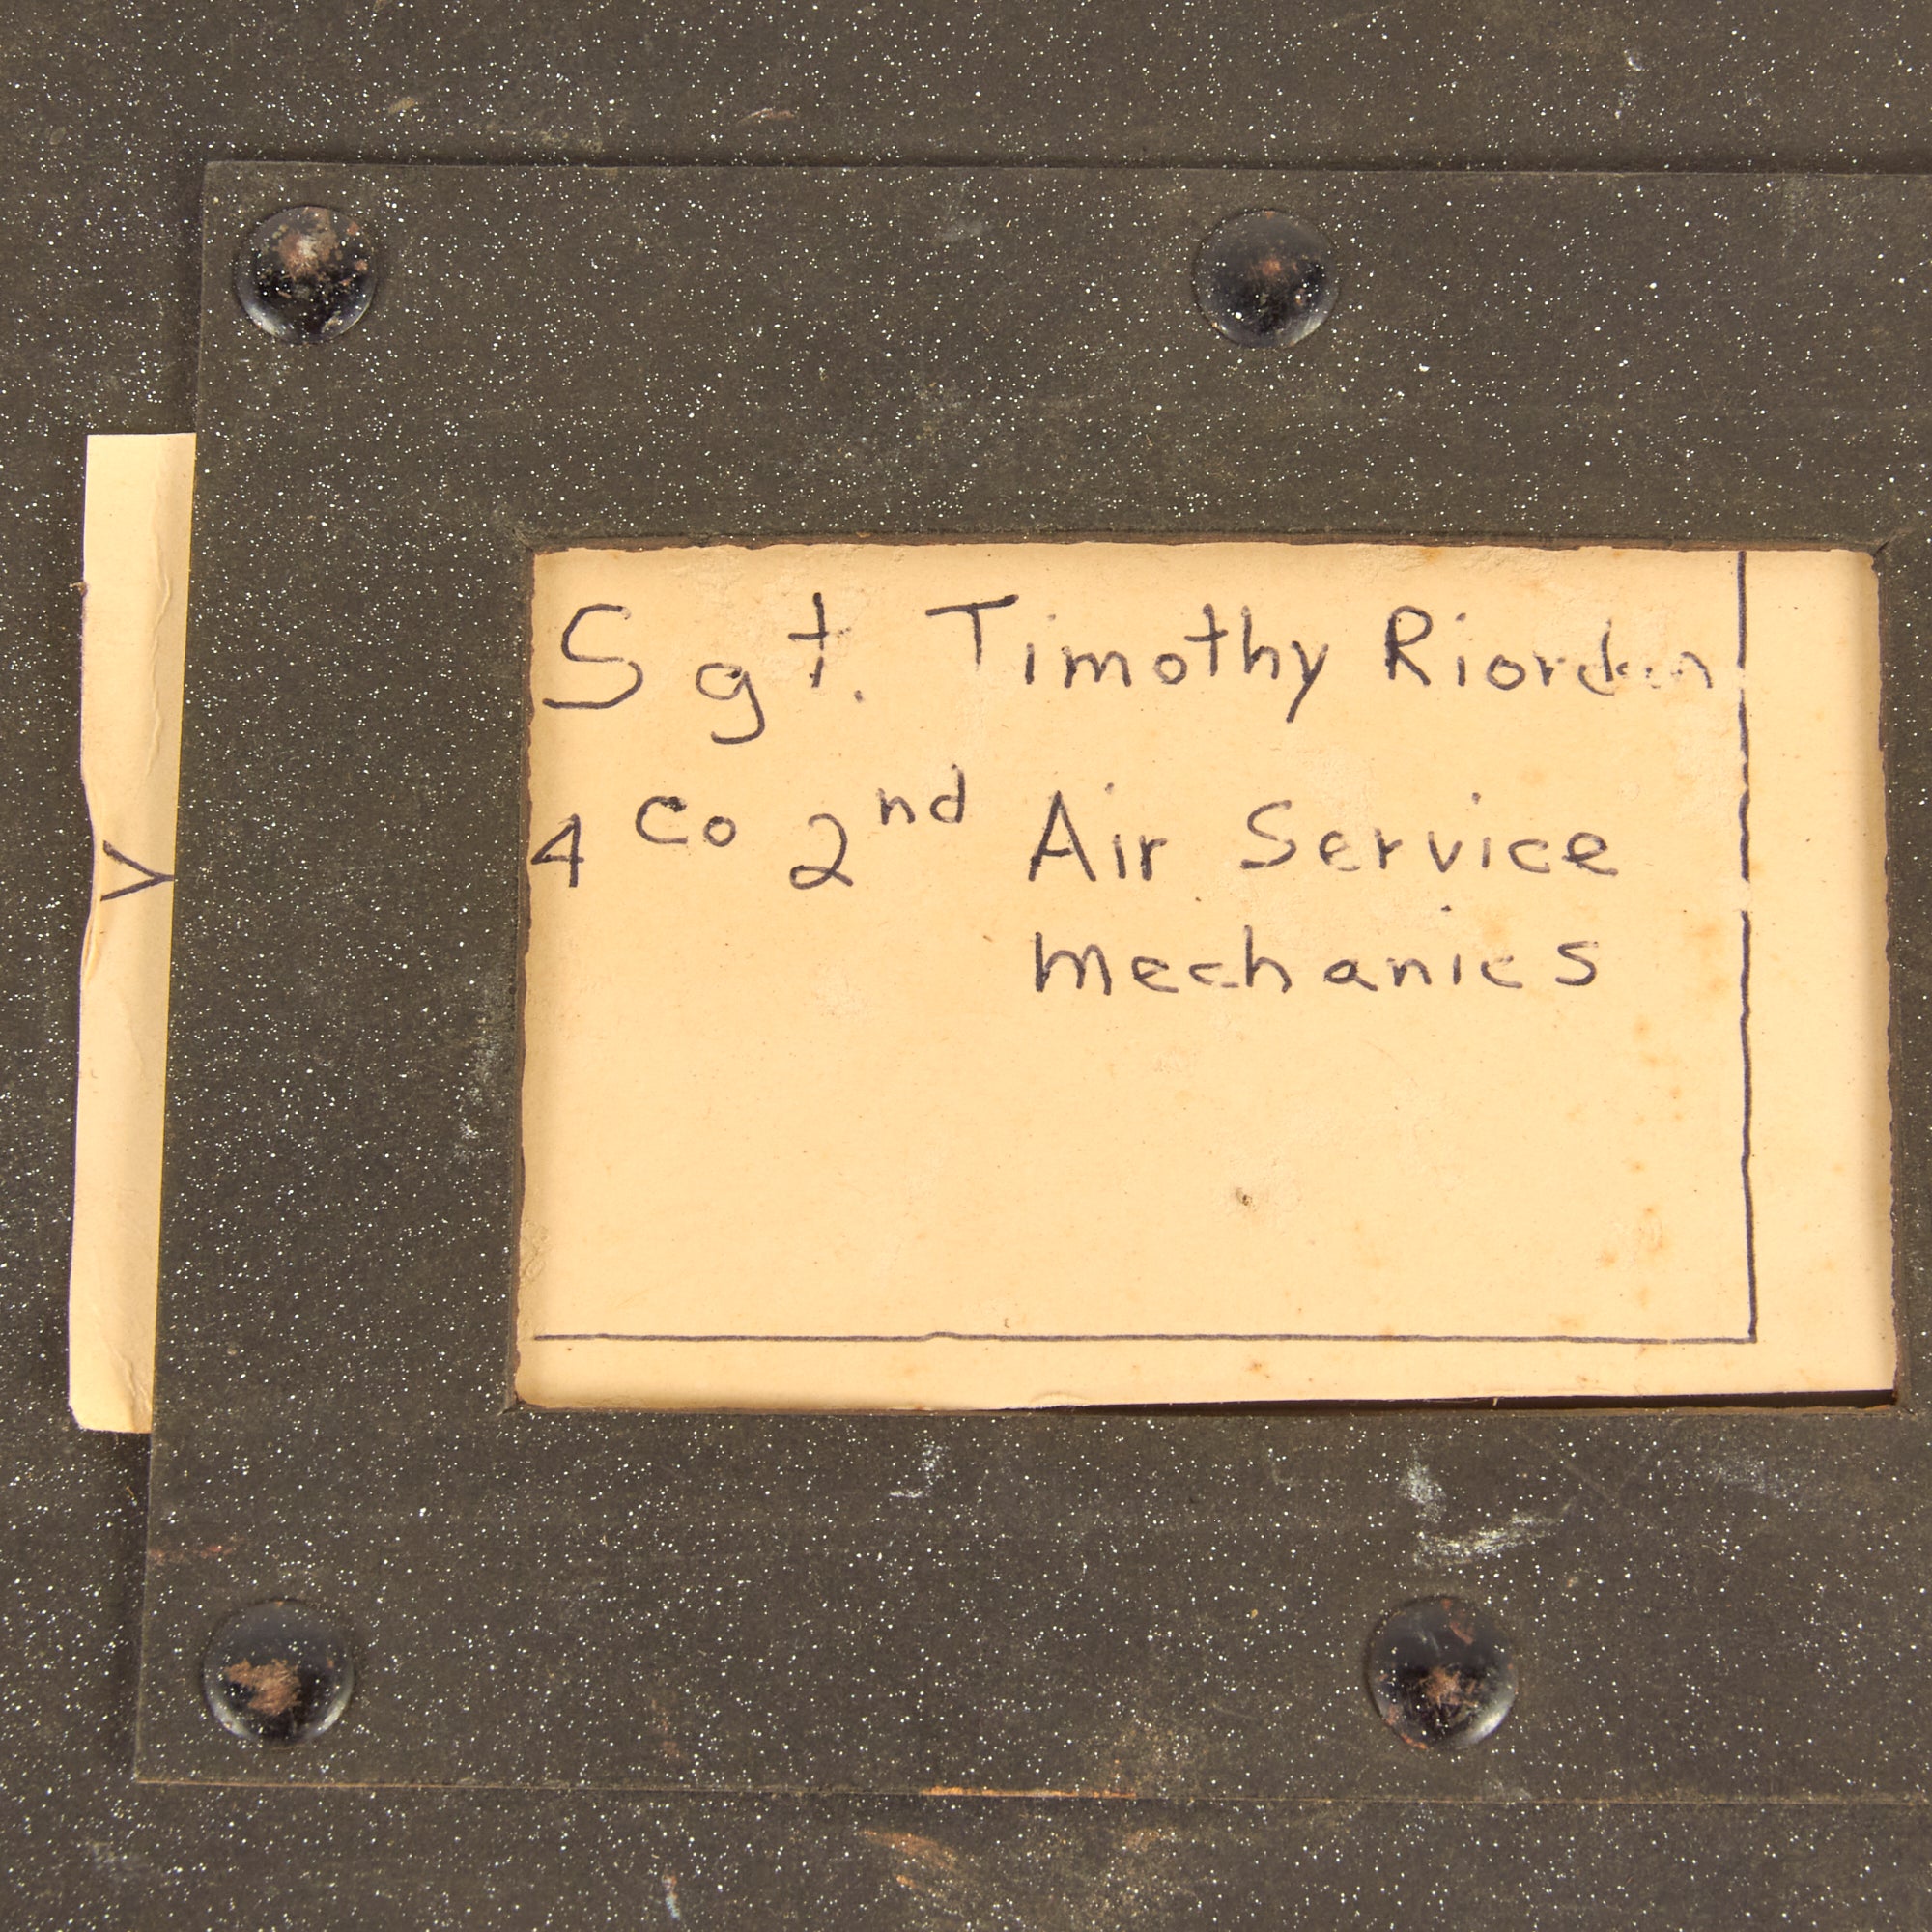 Sgt. Timothy Riordan
4 Co 2nd Air Service
Mechanics